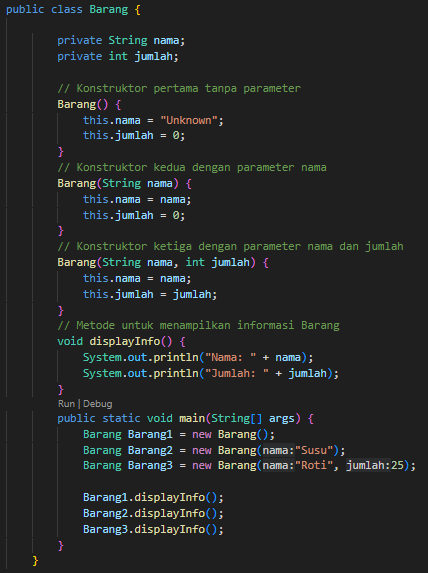 public class Barang {
private String nama;
private int jumlah;
// Konstruktor pertama tanpa parameter
Barang() {
this.nama = "Unknown";
this.jumlah = 0;
}
// Konstruktor kedua dengan parameter nama
Barang(String nama) {
this.nama = nama;
this.jumlah = 0;
}
// Konstruktor ketiga dengan parameter nama dan jumlah
Barang(String nama, int jumlah) {
this.nama = nama;
this.jumlah = jumlah;
}
// Metode untuk menampilkan informasi Barang
void displayInfo() {
System.out.println("Nama: " + nama);
System.out.println("Jumlah: " + jumlah);
}
Run | Debug
public static void main(String[] args) {
Barang Barang1 = new Barang();
Barang Barang2 = new Barang(nama:"Susu");
Barang Barang3 = new Barang(nama:"Roti", jumlah:25);
Barang1.displayInfo();
Barang2.displayInfo();
Barang3.displayInfo();
}
}